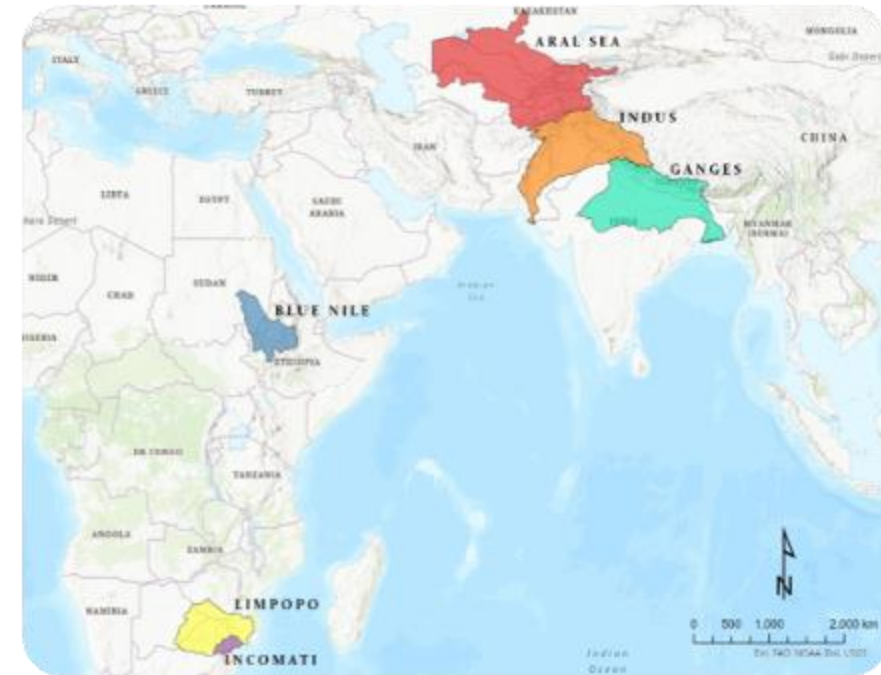 KAZAKHSTAN
MONGOLIA
ARAL SEA
Gobi Desert
ITALY
GREECE
TURKEY
INDUS
CHINA
IRAN
GANGES
LIBYA
EGYPT
SAUDI
ARABIA
INDIA
MYANMAR
(BURMA)
NIGER
CHAD
SUDAN
Arabian
Sea
BLUE NILE
ETHIOPIA
DR CONGO
TANZANIA
ANGOLA
ZAMBIA
N
LIMPOPO
NAMIBIA
0 500 1.000 2.000 km
INCOMATI
Indian
Ocean